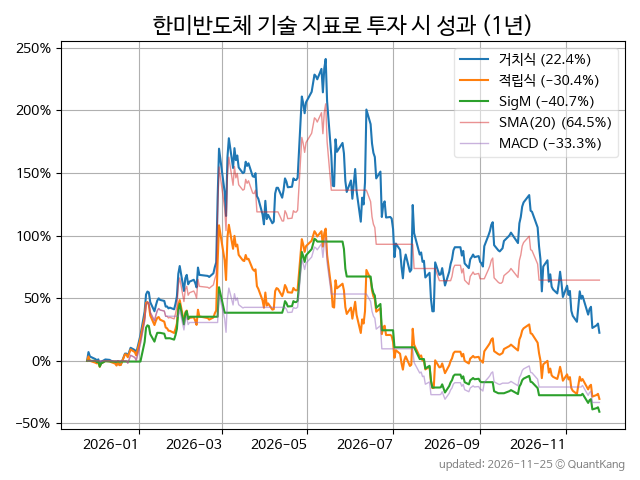 한미반도체 기술 지표로 투자 시 성과 (1년)
250%
200%
150%
100%
50%
0%
−50%
거치식 (22.4%)
적립식 (−30.4%)
SigM (−40.7%)
SMA(20) (64.5%)
MACD (−33.3%)
2026-01
2026-03
2026-05
2026-07
2026-09
2026-11
updated: 2026-11-25 © QuantKang